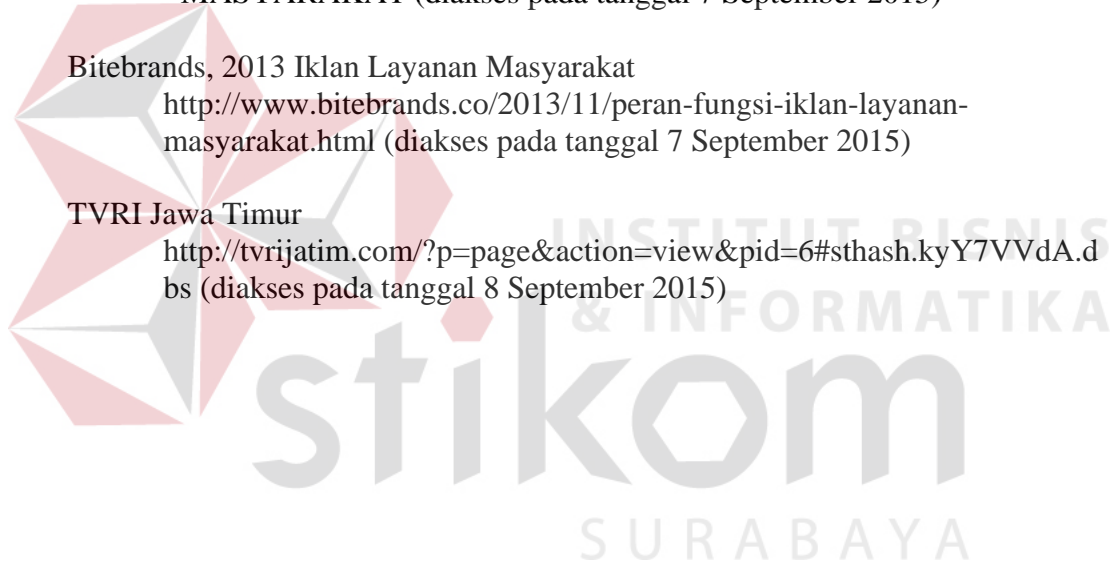 MASYARAKAT (diakses pada tanggal 7 September 2015)
Bitebrands, 2013 Iklan Layanan Masyarakat
http://www.bitebrands.co/2013/11/peran-fungsi-iklan-layanan-
masyarakat.html (diakses pada tanggal 7 September 2015)
TVRI Jawa Timur
http://tvrijatim.com/?p=page&action=view&pid=6#sthash.kyY7VVdA.d
bs (diakses pada tanggal 8 September 2015)
INSTITUT BISNIS
& INFORMATIKA
stikom
SURABAYA